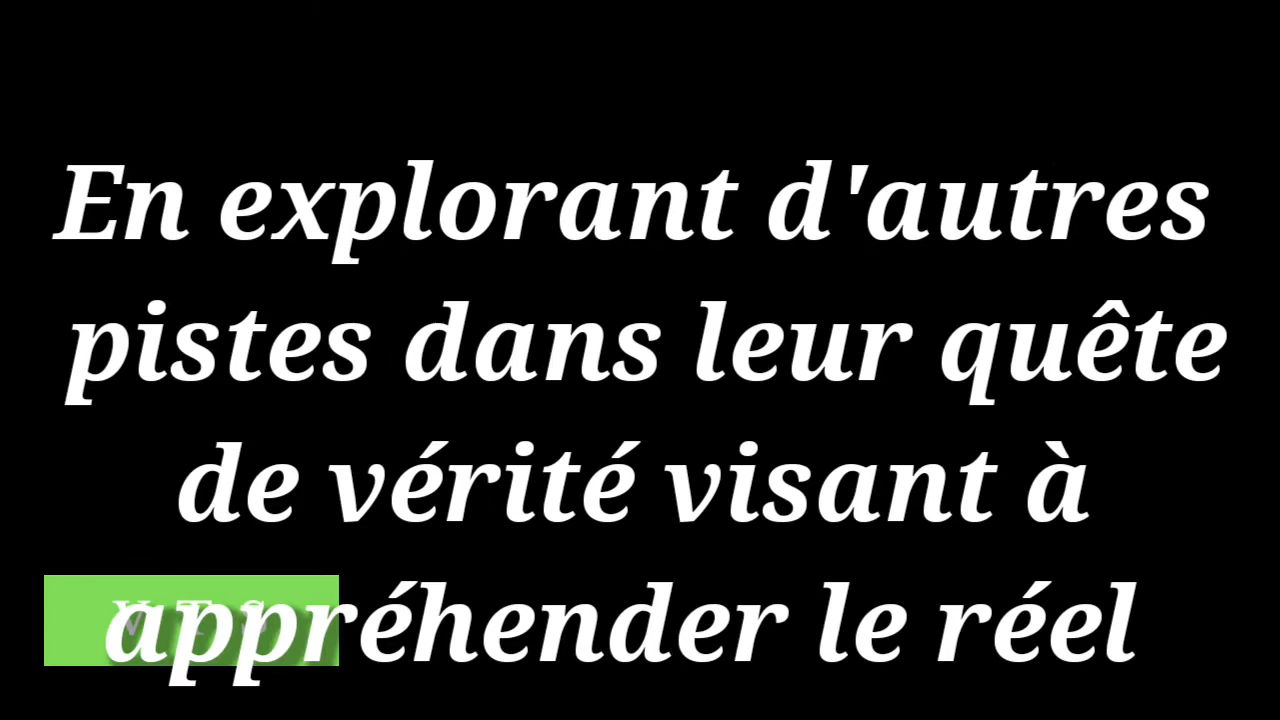 En explorant d'autres
pistes dans leur quête
de vérité visant à
appréhender le réel